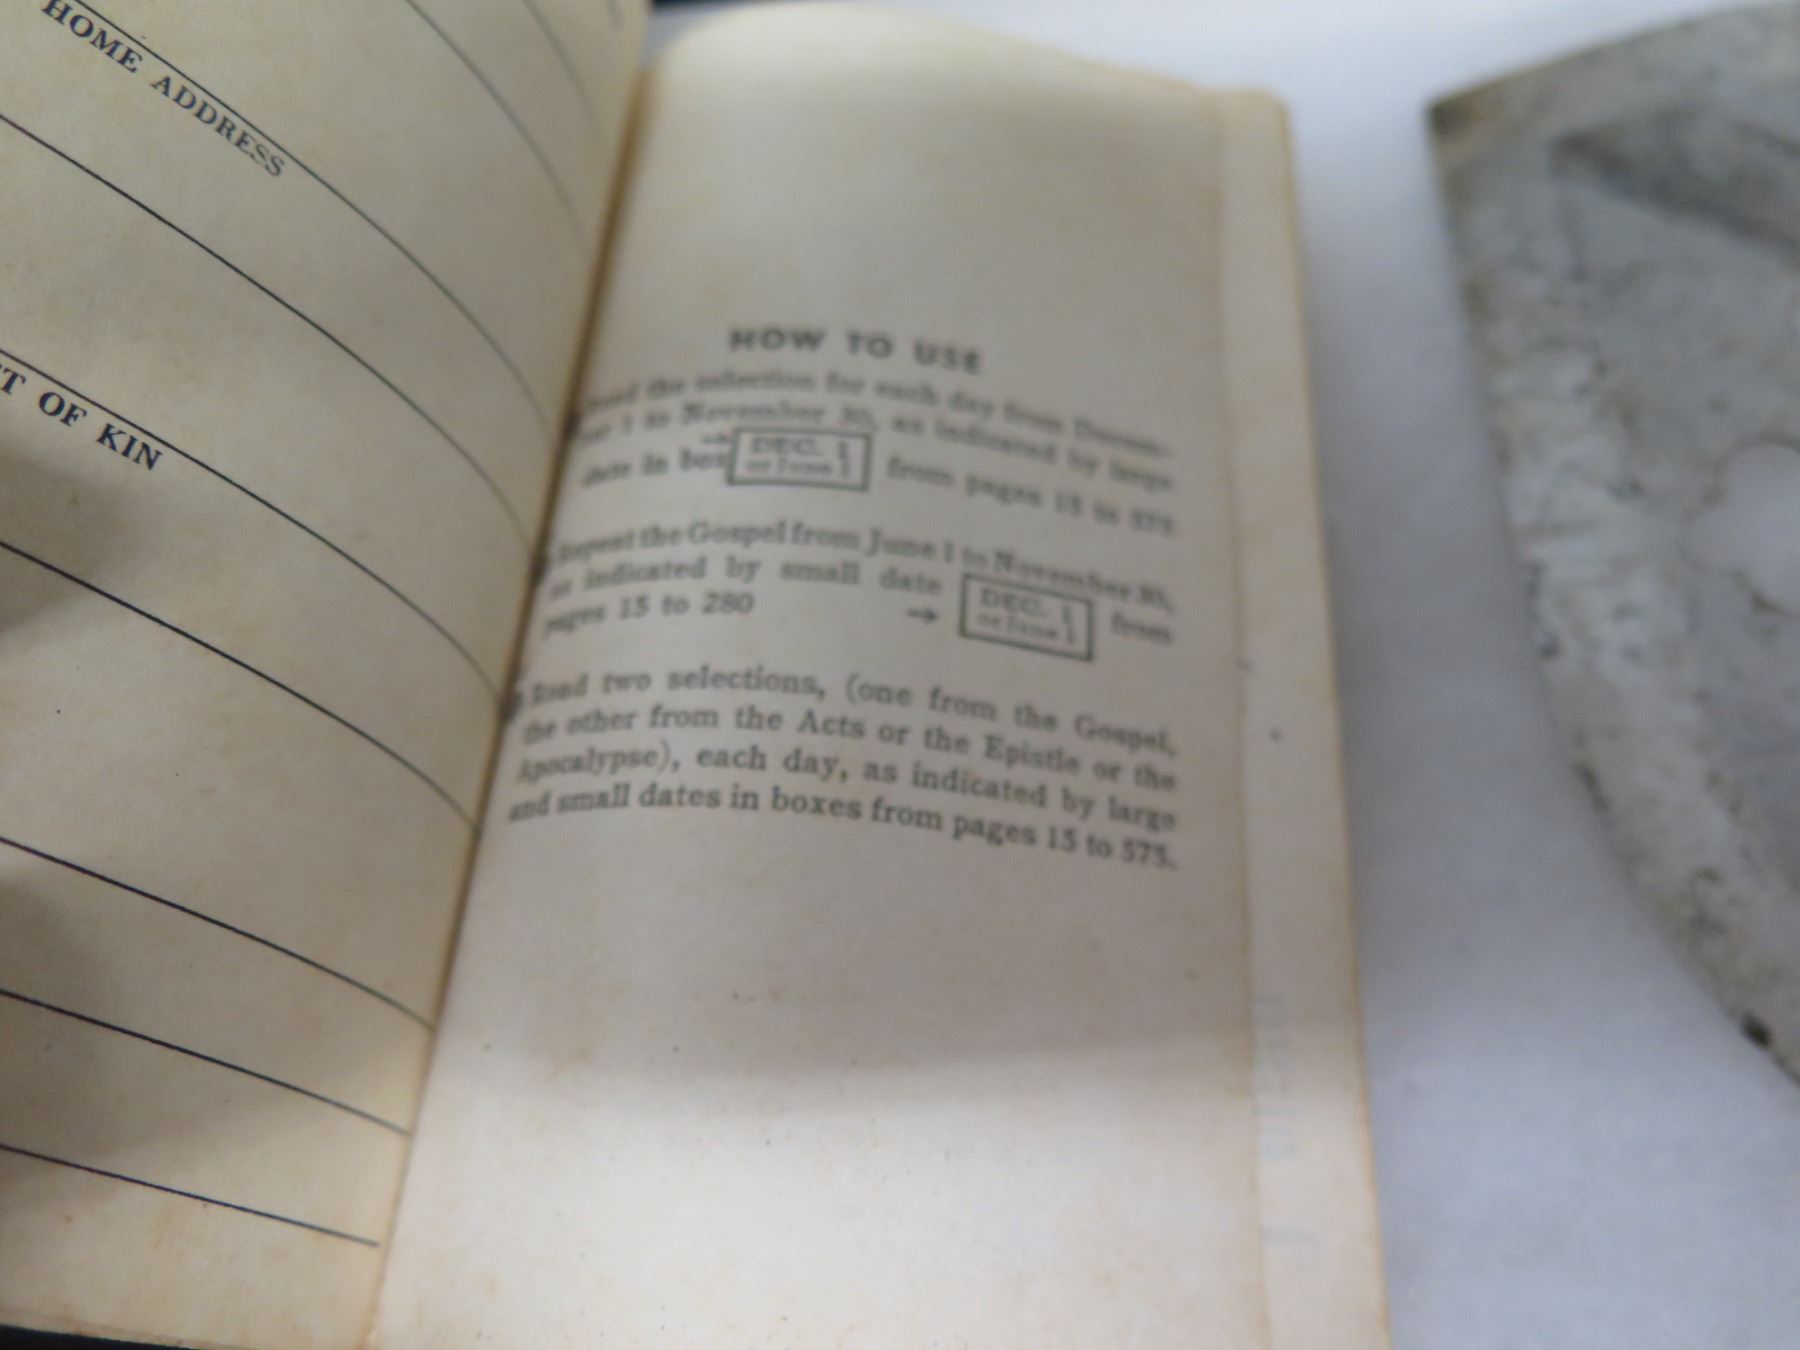 HOME ADDRESS
OF KIN
HOW TO USE
the selection for each day from Decem-
1 to November 30, as indicated by large
date in box → DEC. 1 from pages 15 to 575
or June 1
Repeat the Gospel from June 1 to November 30,
as indicated by small date → DEC. 1 from
or June 1
pages 15 to 280
Read two selections, (one from the Gospel,
the other from the Acts or the Epistle or the
Apocalypse), each day, as indicated by large
and small dates in boxes from pages 15 to 575.